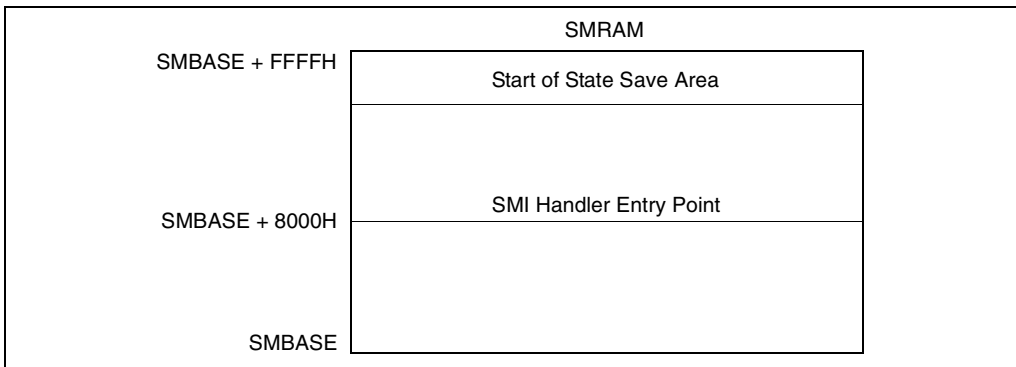 SMRAM
SMBASE + FFFFH
Start of State Save Area
SMI Handler Entry Point
SMBASE + 8000H
SMBASE